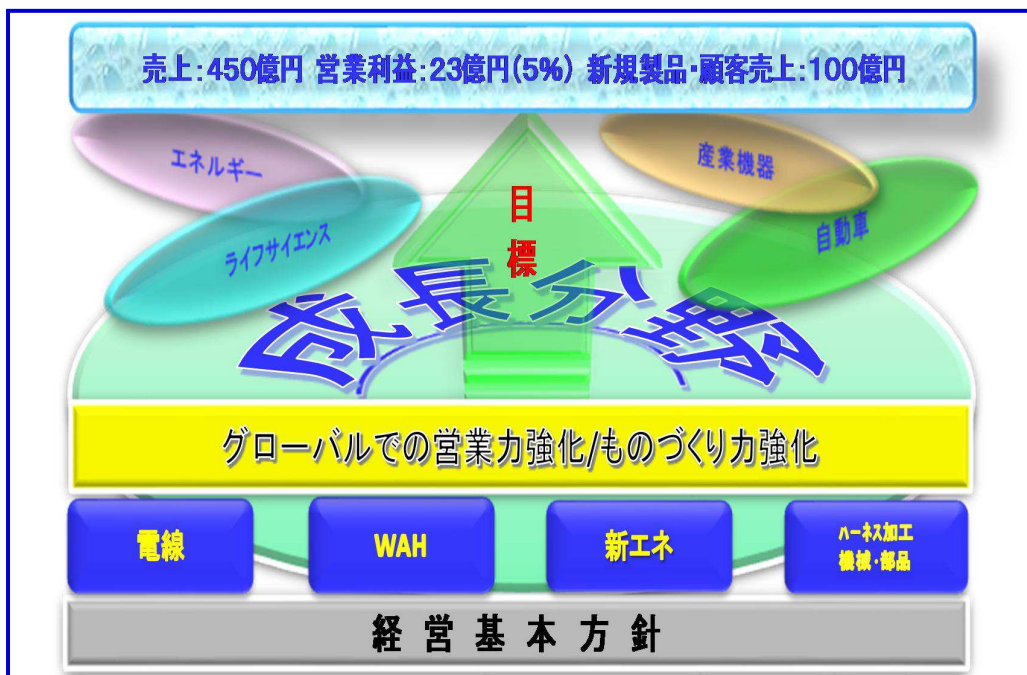 売上:450億円 営業利益:23億円(5%) 新規製品・顧客売上:100億円
エネルギー
産業機器
ライフサイエンス
自動車
目標
成長分野
グローバルでの営業力強化/ものづくり力強化
電線
WAH
新エネ
ハーネス加工
機械・部品
経営基本方針